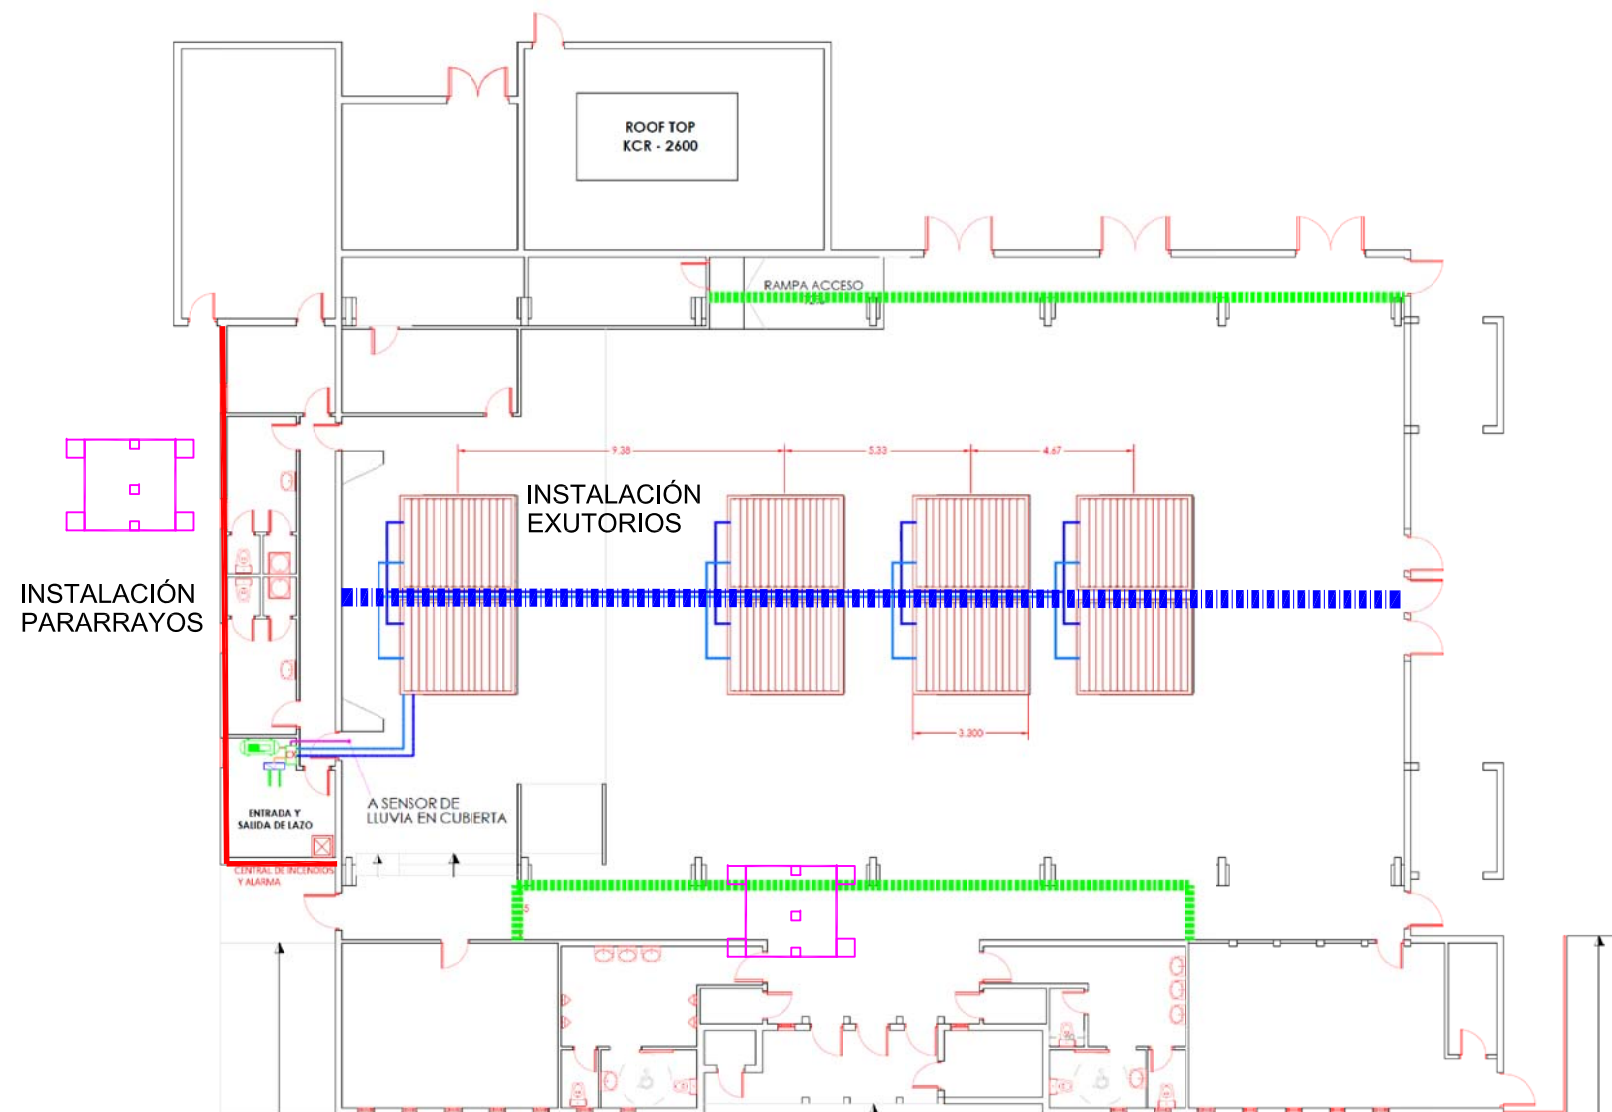 ROOF TOP
KCR - 2600
RAMPA ACCESO
9.38
5.33
4.67
INSTALACIÓN
EXUTORIOS
INSTALACIÓN
PARARRAYOS
3.300
A SENSOR DE
LLUVIA EN CUBIERTA
ENTRADA Y
SALIDA DE LAZO
CENTRAL DE INCENDIOS
Y ALARMA
5